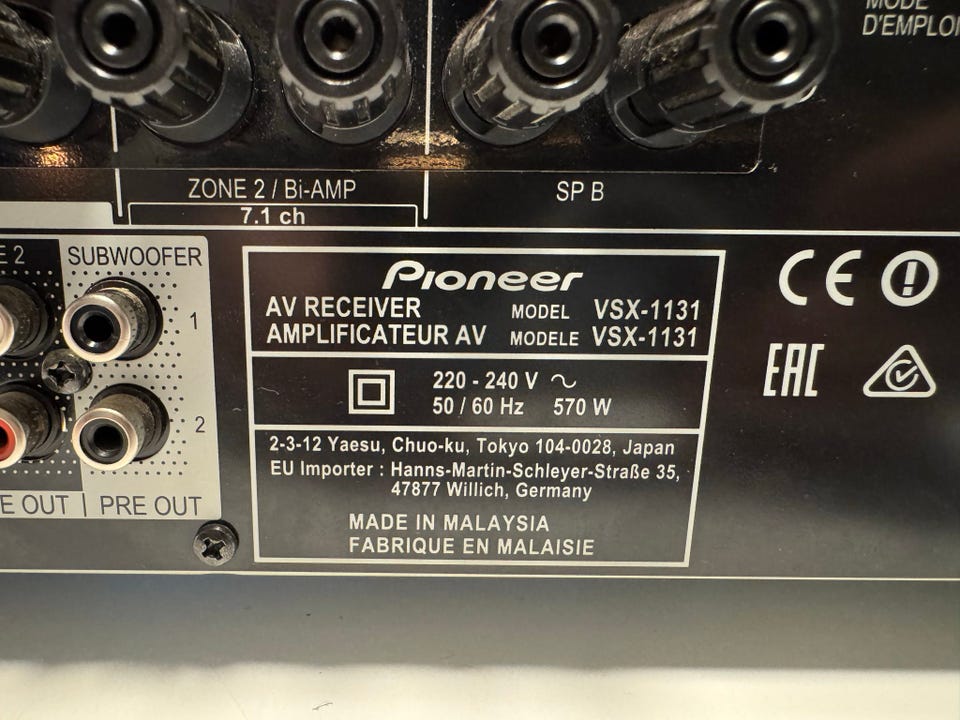 MODE
D'EMPLOI
ZONE 2 / Bi-AMP
SP B
7.1 ch
E 2
SUBWOOFER
1
2
E OUT
PRE OUT
Pioneer
AV RECEIVER MODEL VSX-1131
AMPLIFICATEUR AV MODELE VSX-1131
220 - 240 V ~
50 / 60 Hz 570 W
2-3-12 Yaesu, Chuo-ku, Tokyo 104-0028, Japan
EU Importer : Hanns-Martin-Schleyer-Straße 35,
47877 Willich, Germany
MADE IN MALAYSIA
FABRIQUE EN MALAISIE
CE
EAC